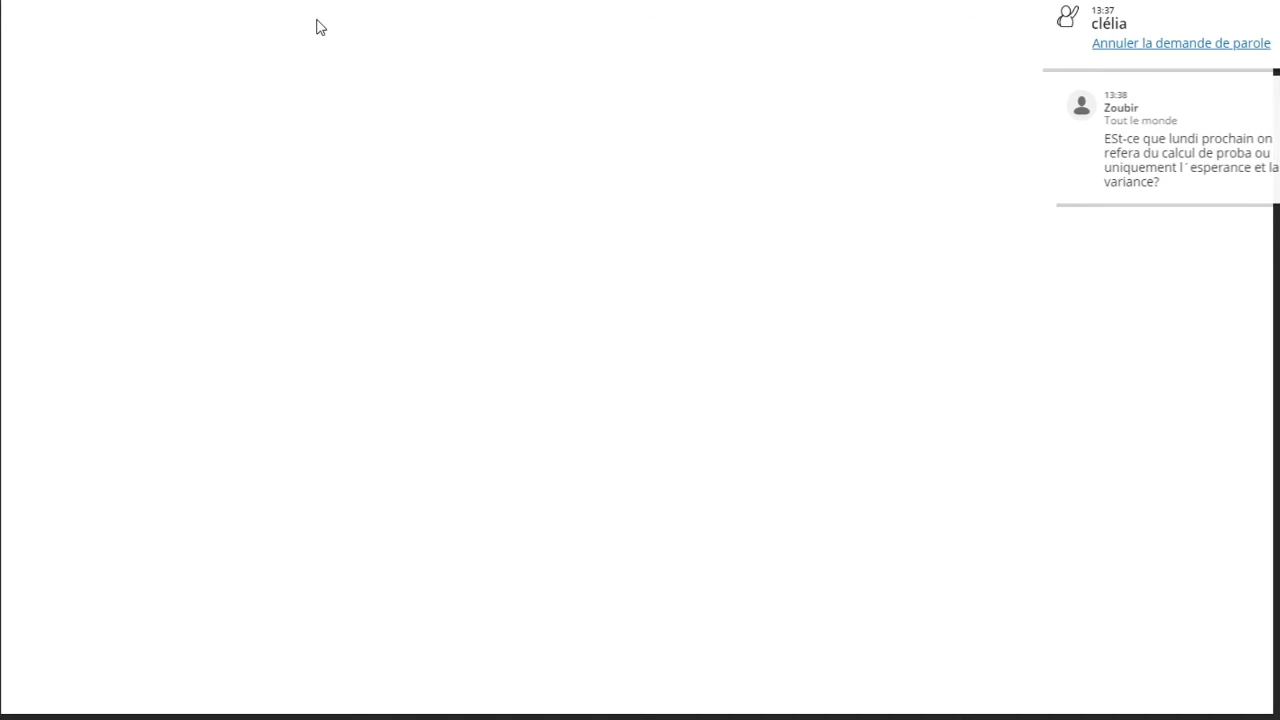 13:37
clélia
Annuler la demande de parole
13:38
Zoubir
Tout le monde
ESt-ce que lundi prochain on
refera du calcul de proba ou
uniquement l´esperance et la
variance?